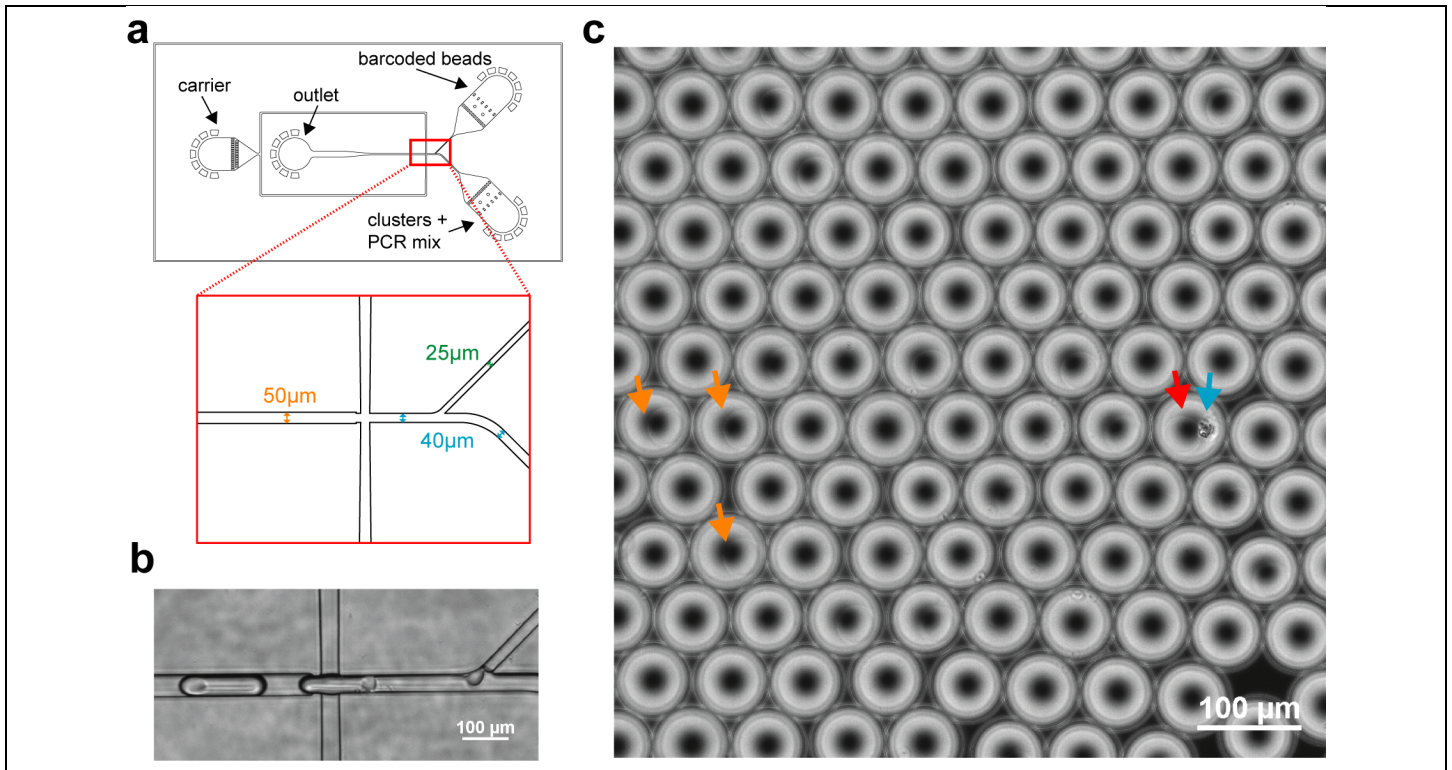 a
barcoded beads
carrier
outlet
clusters +
PCR mix
25µm
50µm
40µm
b
100 µm
c
100 µm